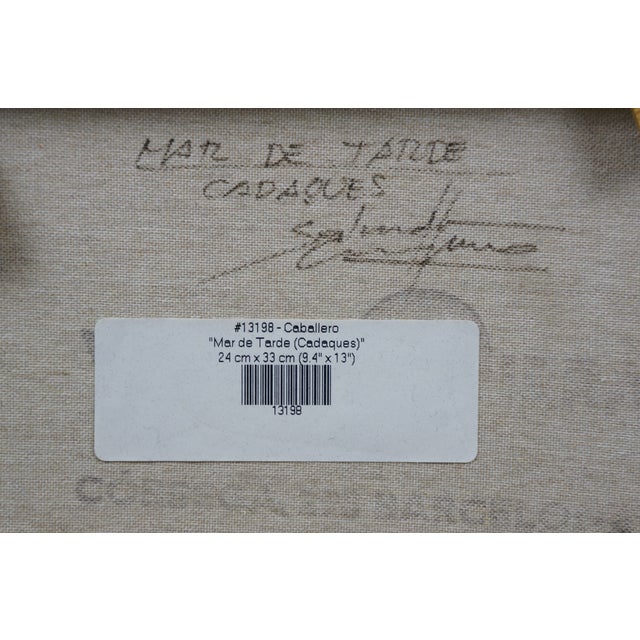 MAR DE TARDE
CADAQUES
#13198 - Caballero
"Mar de Tarde (Cadaques)"
24 cm x 33 cm (9.4" x 13")
13198